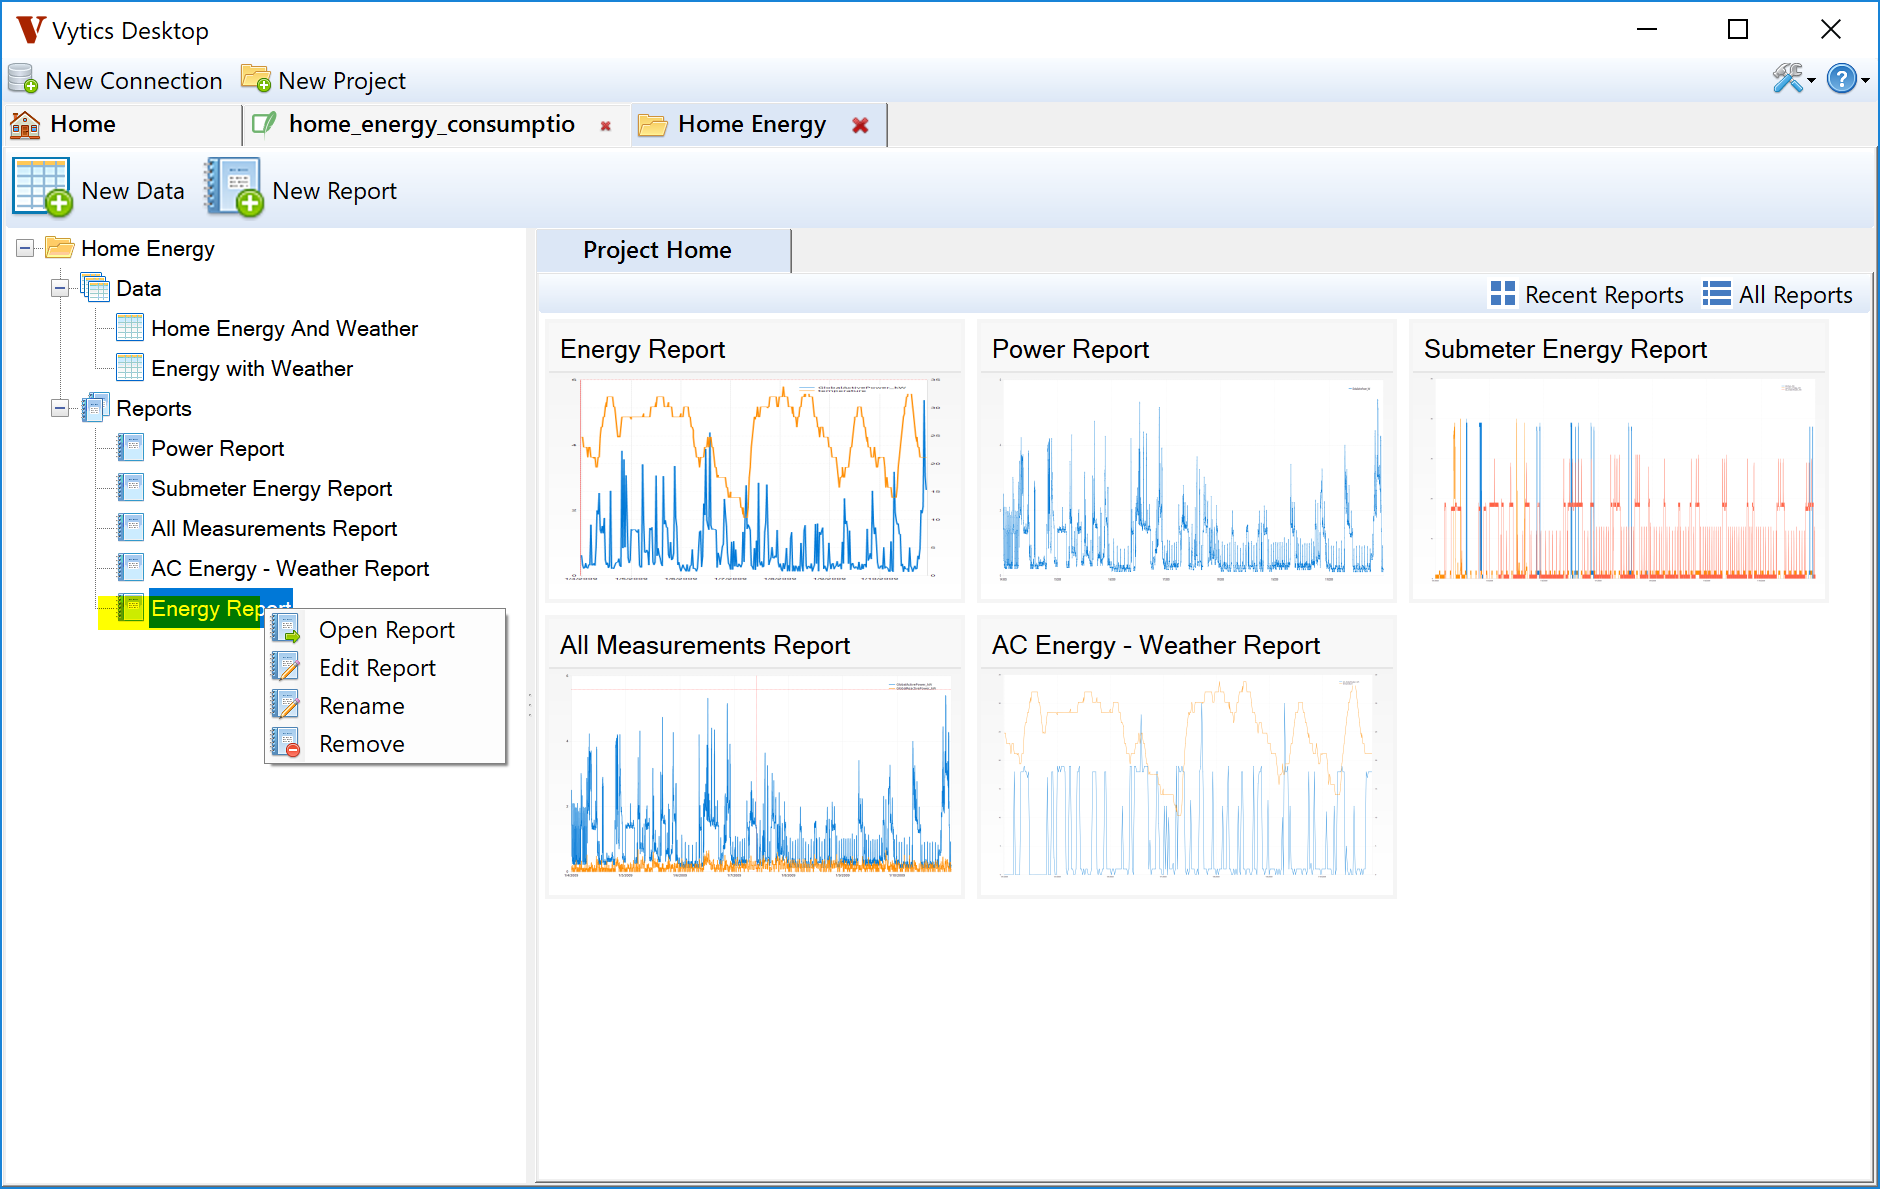 Vytics Desktop
New Connection New Project
Home home_energy_consumptio Home Energy
New Data New Report
Home Energy
Data
Home Energy And Weather
Energy with Weather
Reports
Power Report
Submeter Energy Report
All Measurements Report
AC Energy - Weather Report
Energy Report
Open Report
Edit Report
Rename
Remove
Project Home
Recent Reports All Reports
Energy Report
Power Report
Submeter Energy Report
All Measurements Report
AC Energy - Weather Report